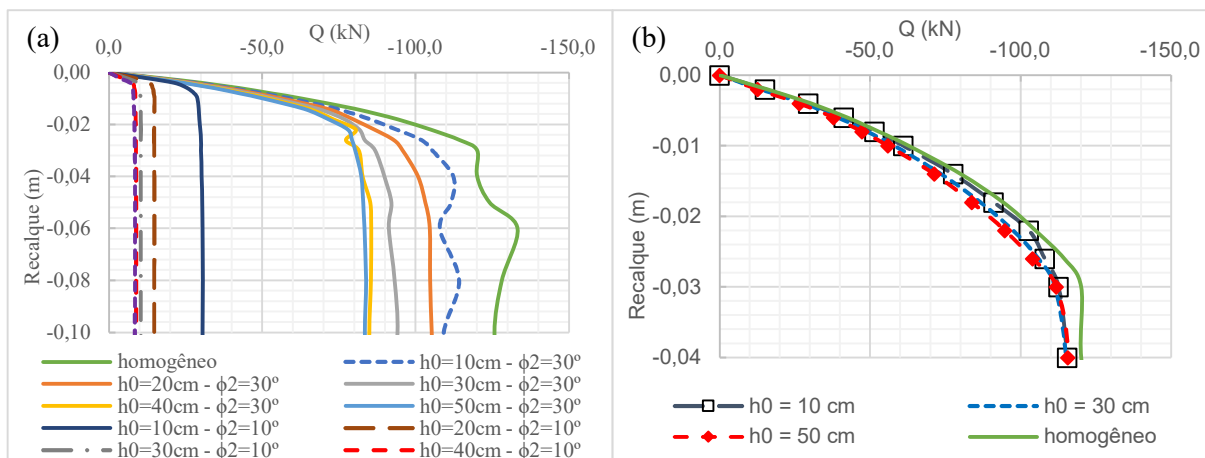 (a)
Q (kN)
0,0 -50,0 -100,0 -150,0
0,00
-0,02
-0,04
-0,06
-0,08
-0,10
Recalque (m)
homogêneo
h0=10cm - ϕ2=30º
h0=20cm - ϕ2=30º
h0=30cm - ϕ2=30º
h0=40cm - ϕ2=30º
h0=50cm - ϕ2=30º
h0=10cm - ϕ2=10º
h0=20cm - ϕ2=10º
h0=30cm - ϕ2=10º
h0=40cm - ϕ2=10º
(b)
Q (kN)
0,0 -50,0 -100,0 -150,0
0,00
-0,01
-0,02
-0,03
-0,04
Recalque (m)
h0 = 10 cm
h0 = 30 cm
h0 = 50 cm
homogêneo